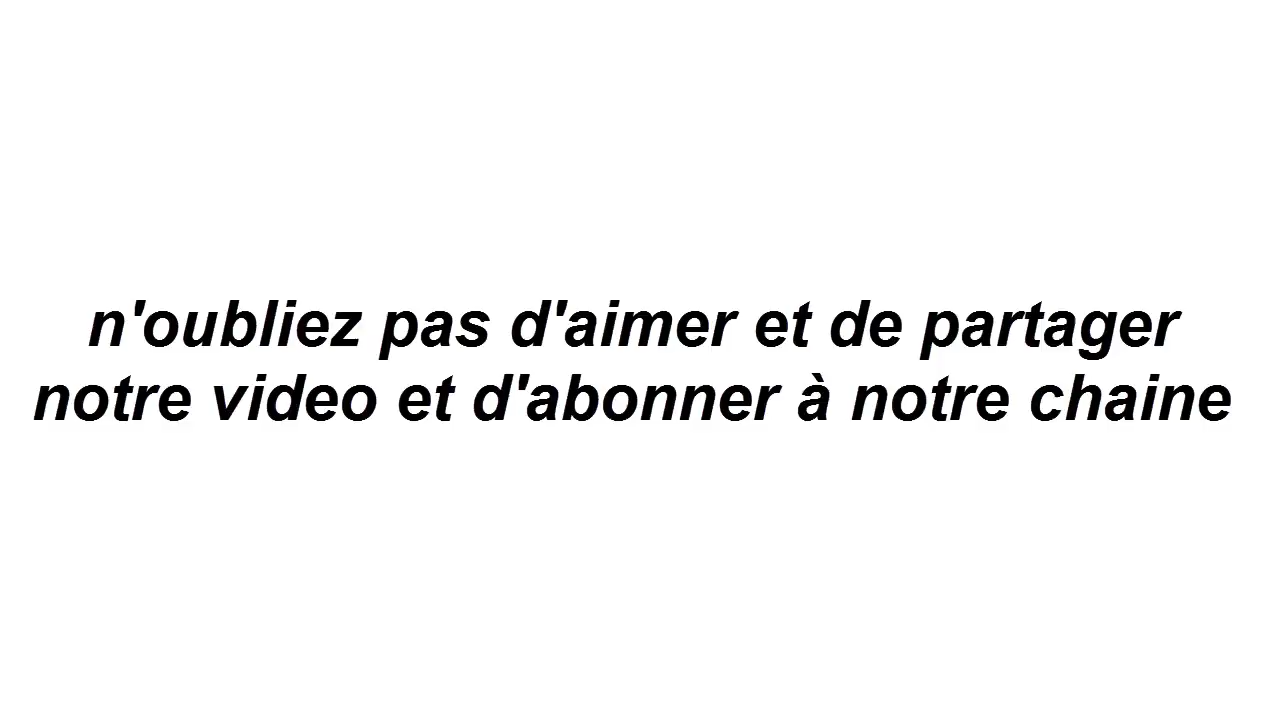 n'oubliez pas d'aimer et de partager
notre video et d'abonner à notre chaine